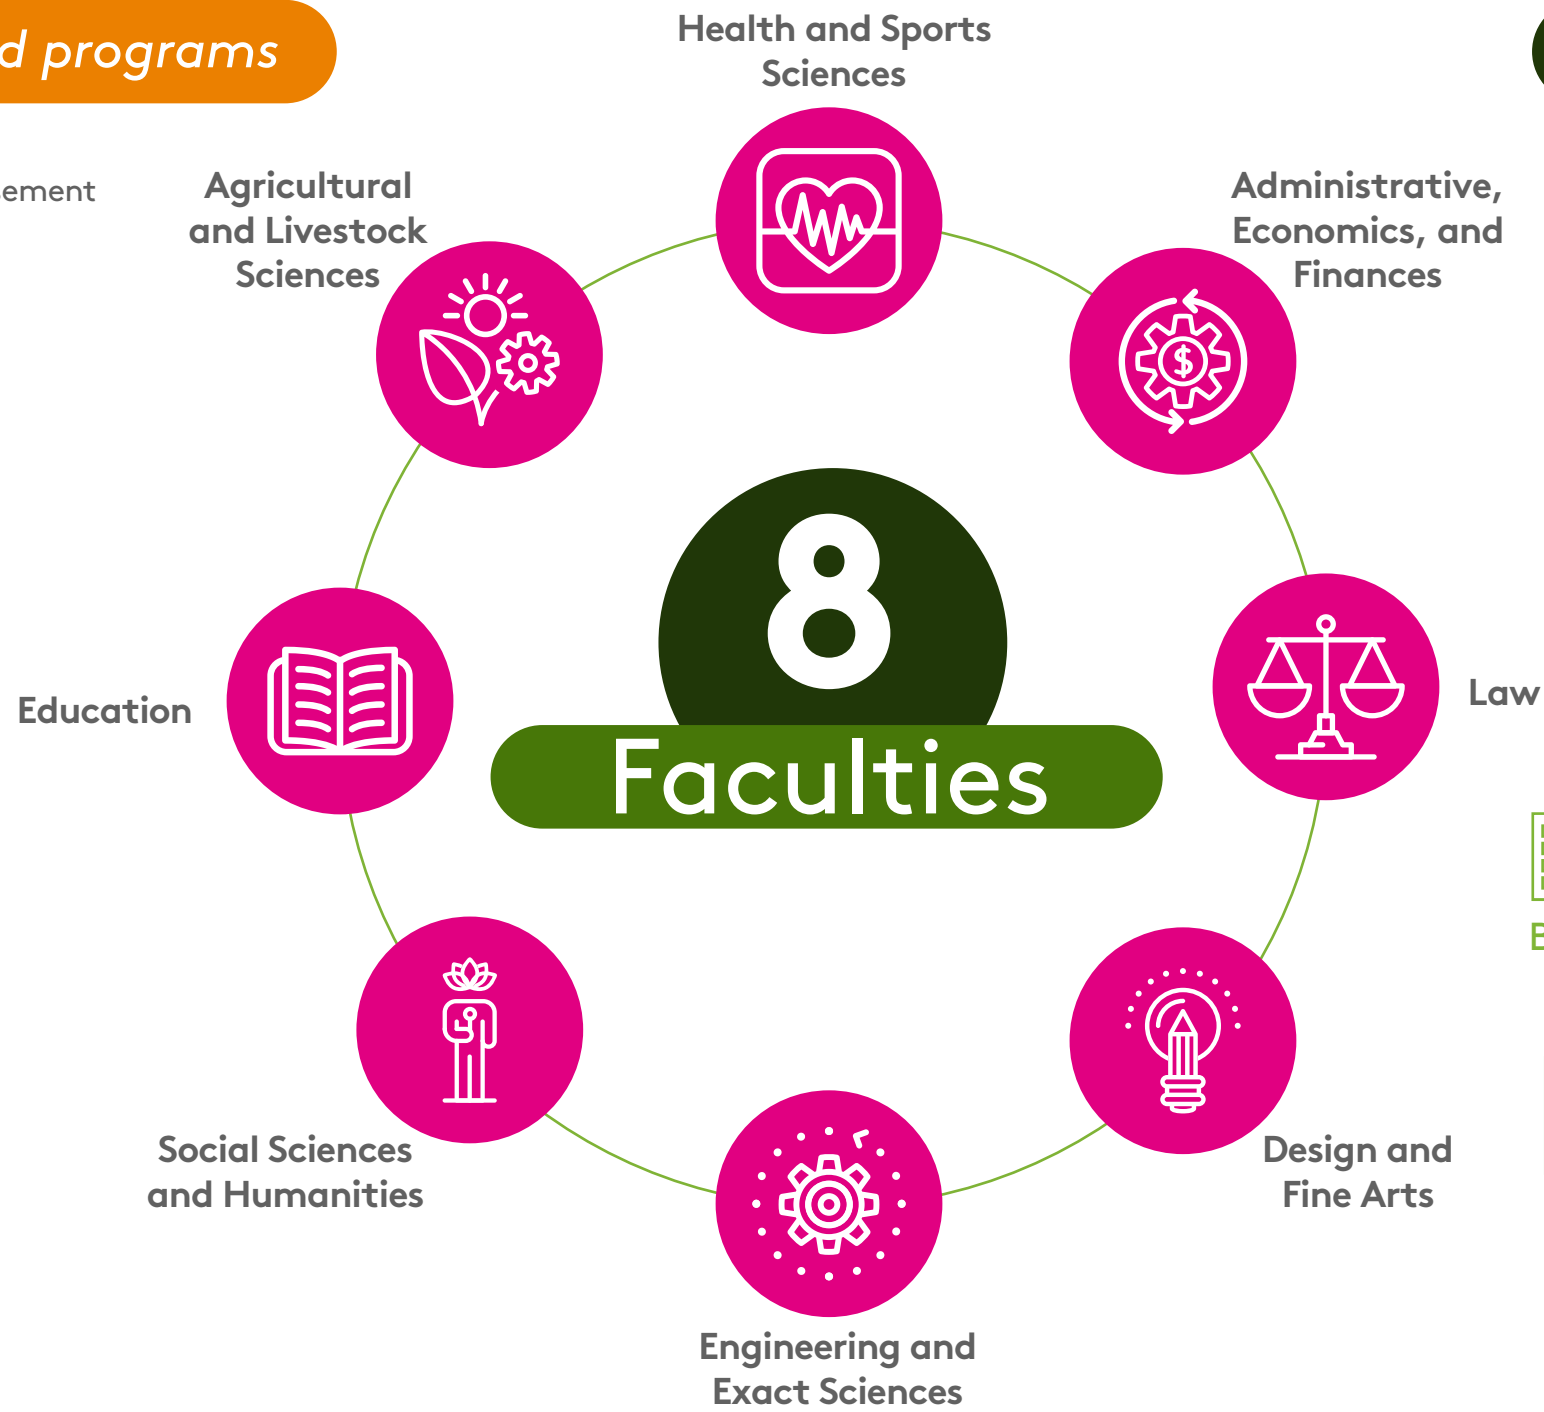 programs
Health and Sports
Sciences
Agricultural
and Livestock
Sciences
Administrative,
Economics, and
Finances
$
8
Faculties
Education
Law
Social Sciences
and Humanities
Design and
Fine Arts
Engineering and
Exact Sciences